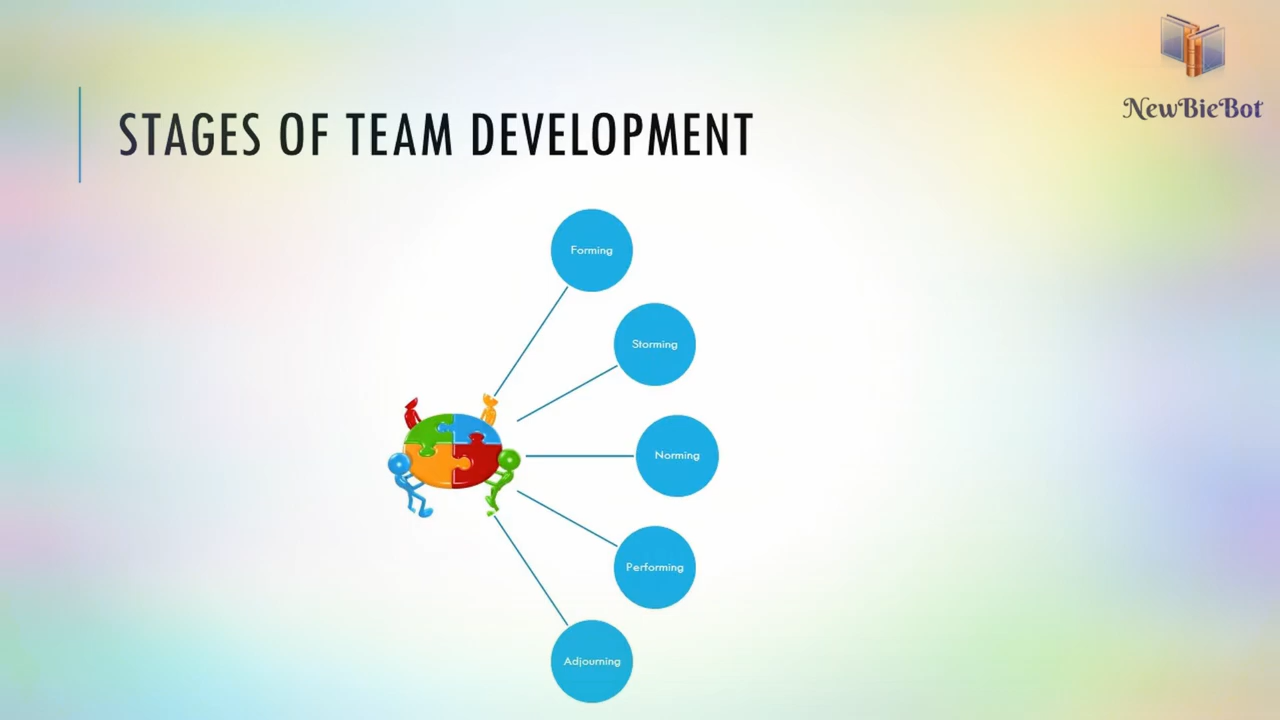 NewBieBot
STAGES OF TEAM DEVELOPMENT
Forming
Storming
Norming
Performing
Adjourning